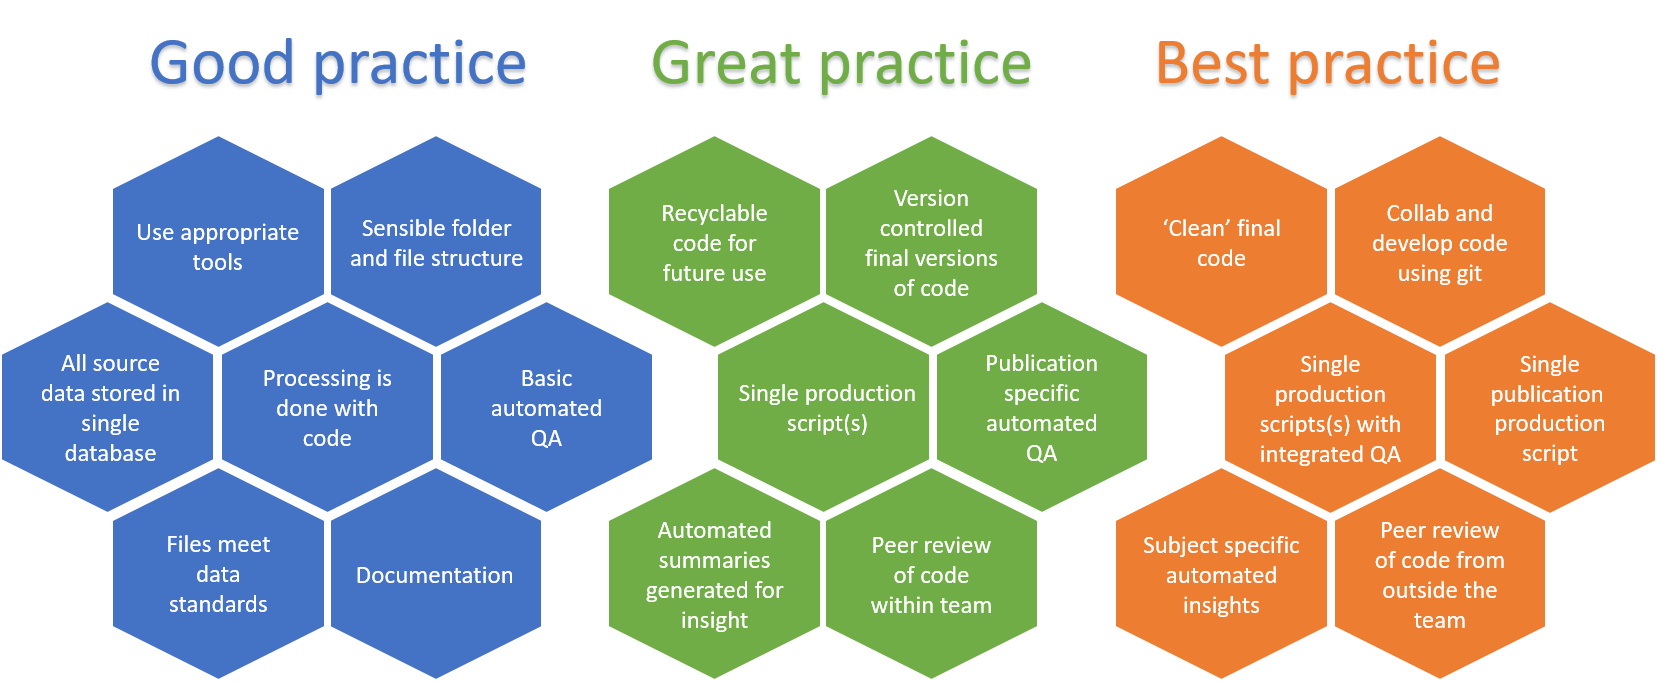 Good practice
Great practice
Best practice
Use appropriate
tools
Sensible folder
and file structure
All source
data stored in
single
database
Processing is
done with
code
Basic
automated
QA
Files meet
data
standards
Documentation
Recyclable
code for
future use
Version
controlled
final versions
of code
Single production
script(s)
Publication
specific
automated
QA
Automated
summaries
generated for
insight
Peer review
of code
within team
‘Clean’ final
code
Collab and
develop code
using git
Single
production
scripts(s) with
integrated QA
Single
publication
production
script
Subject specific
automated
insights
Peer review
of code from
outside the
team